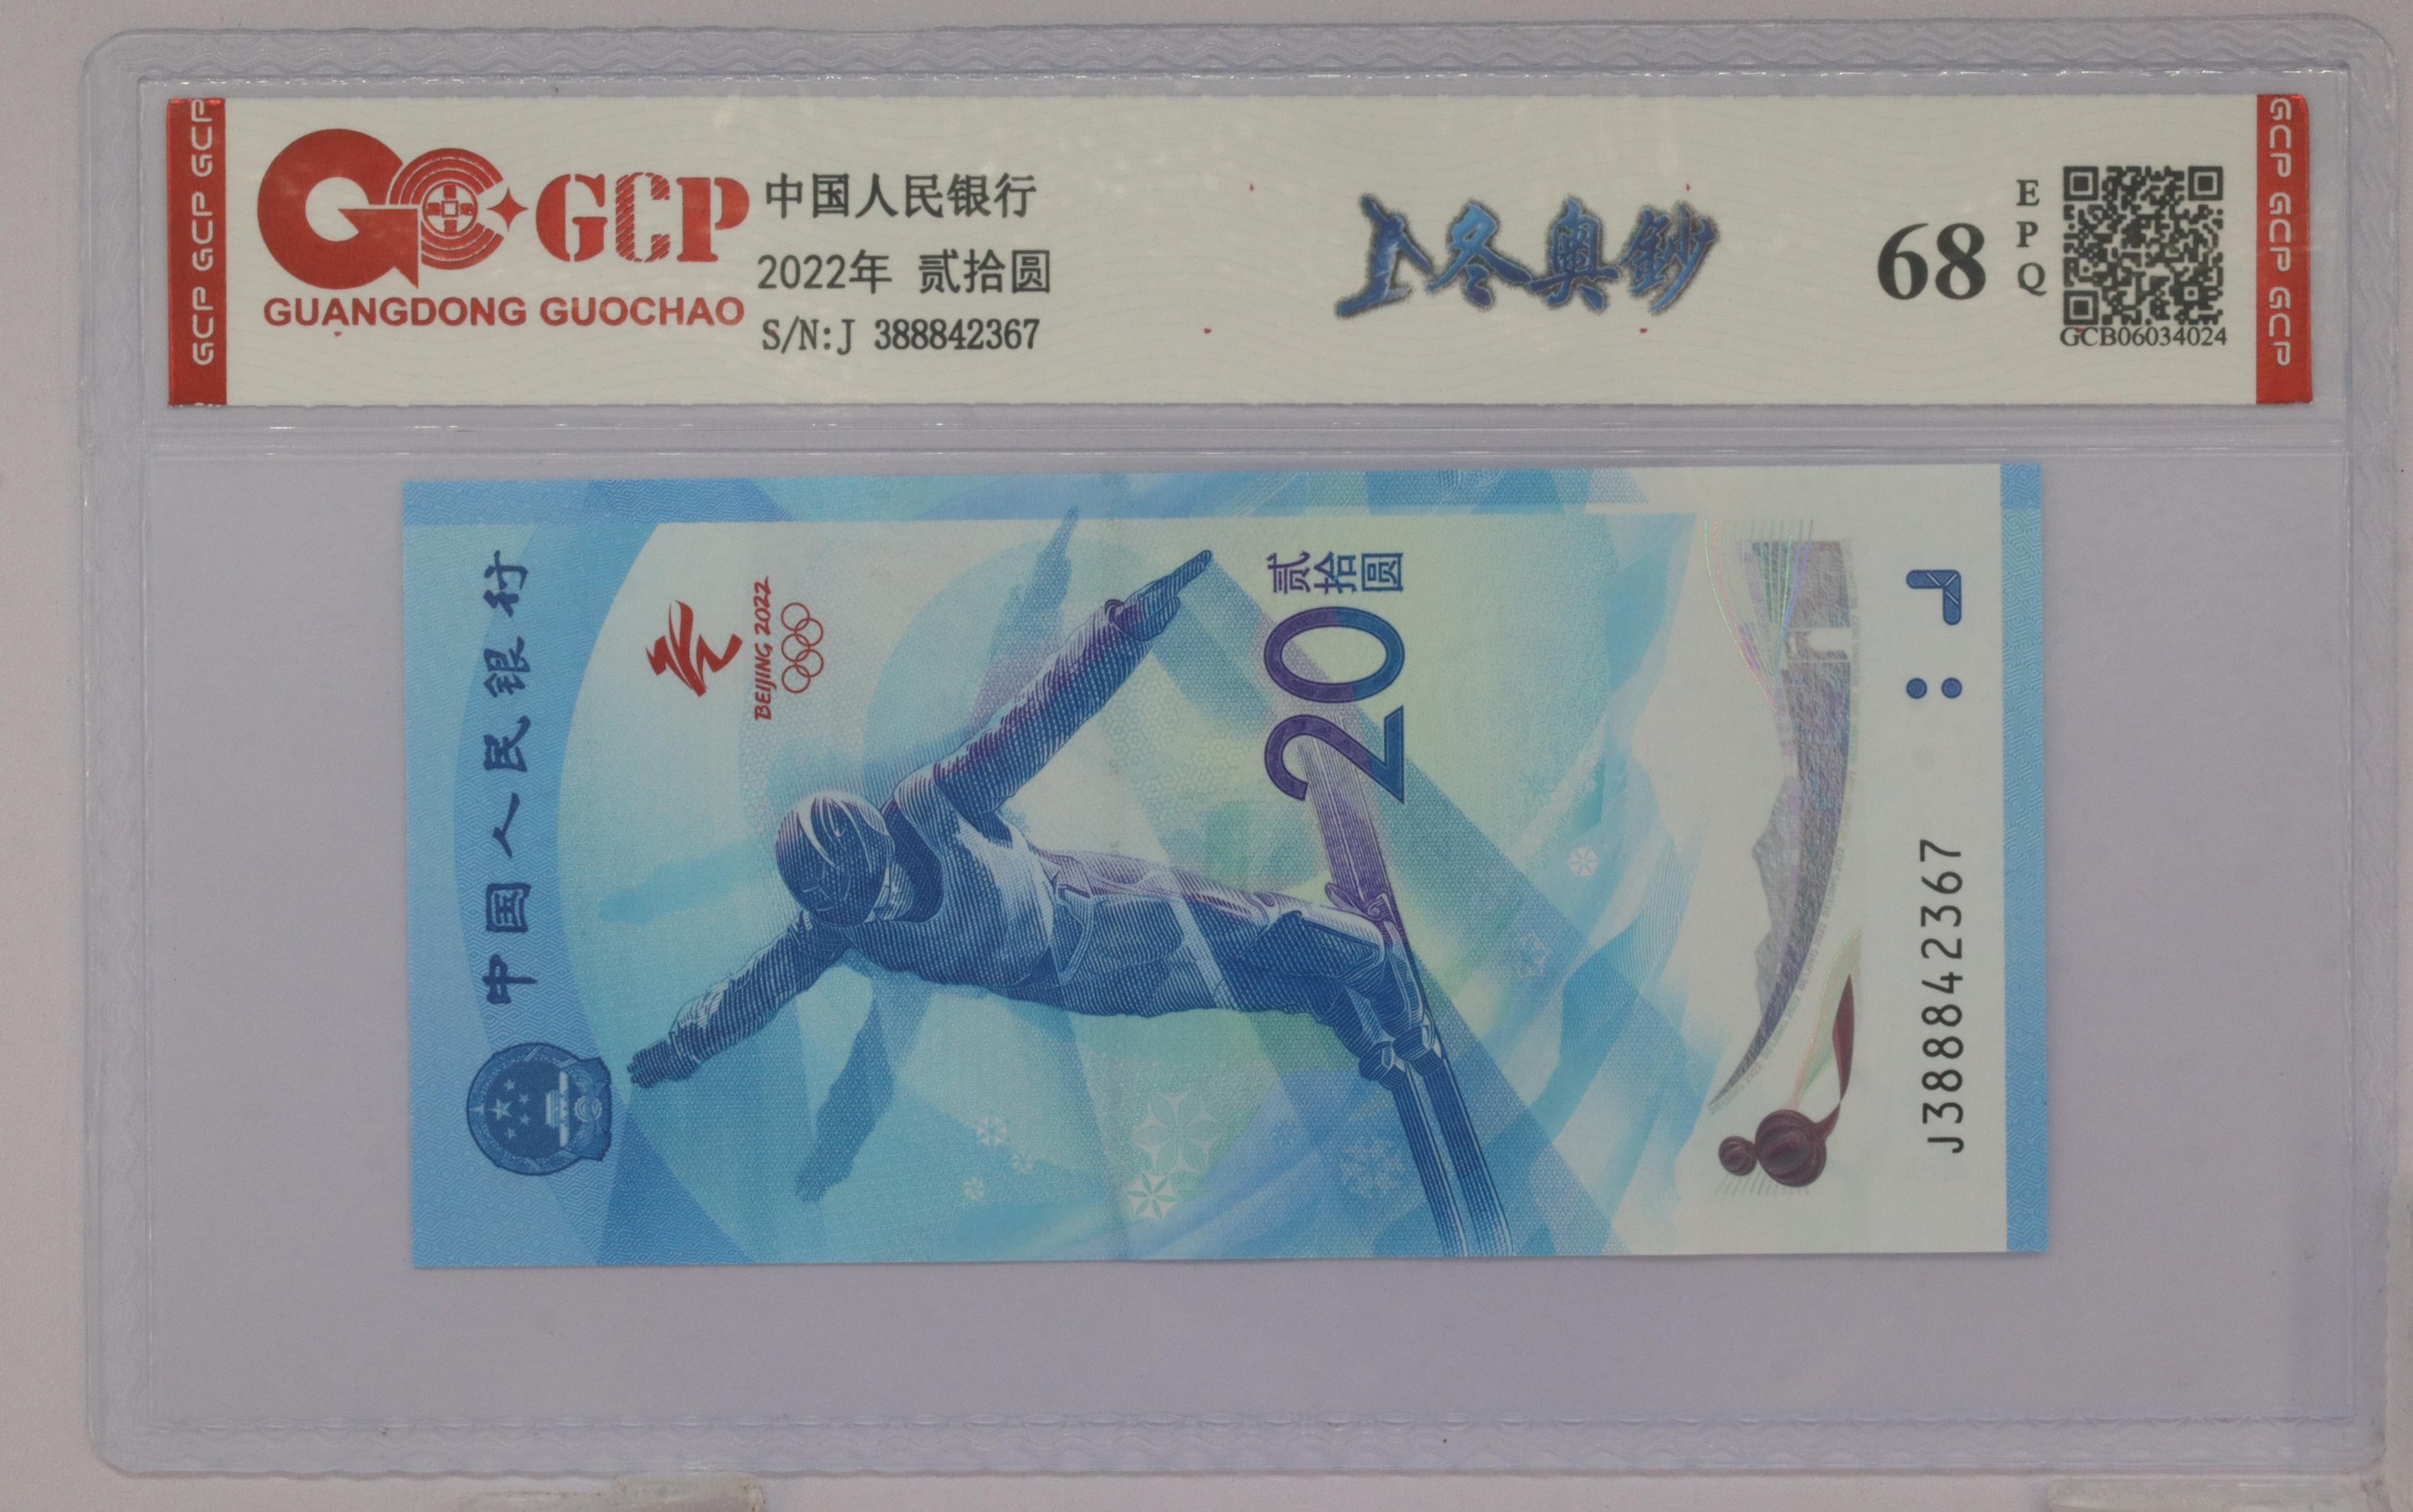 GCP GCP GCP
GCP
GUANGDONG GUOCHAO
中国人民银行
2022年 贰拾圆
S/N:J 388842367
冬奥鈔
68
EPQ
GCB06034024
GCP GCP GCP
中国人民银行
BEIJING 2022
贰拾圆
20
J388842367